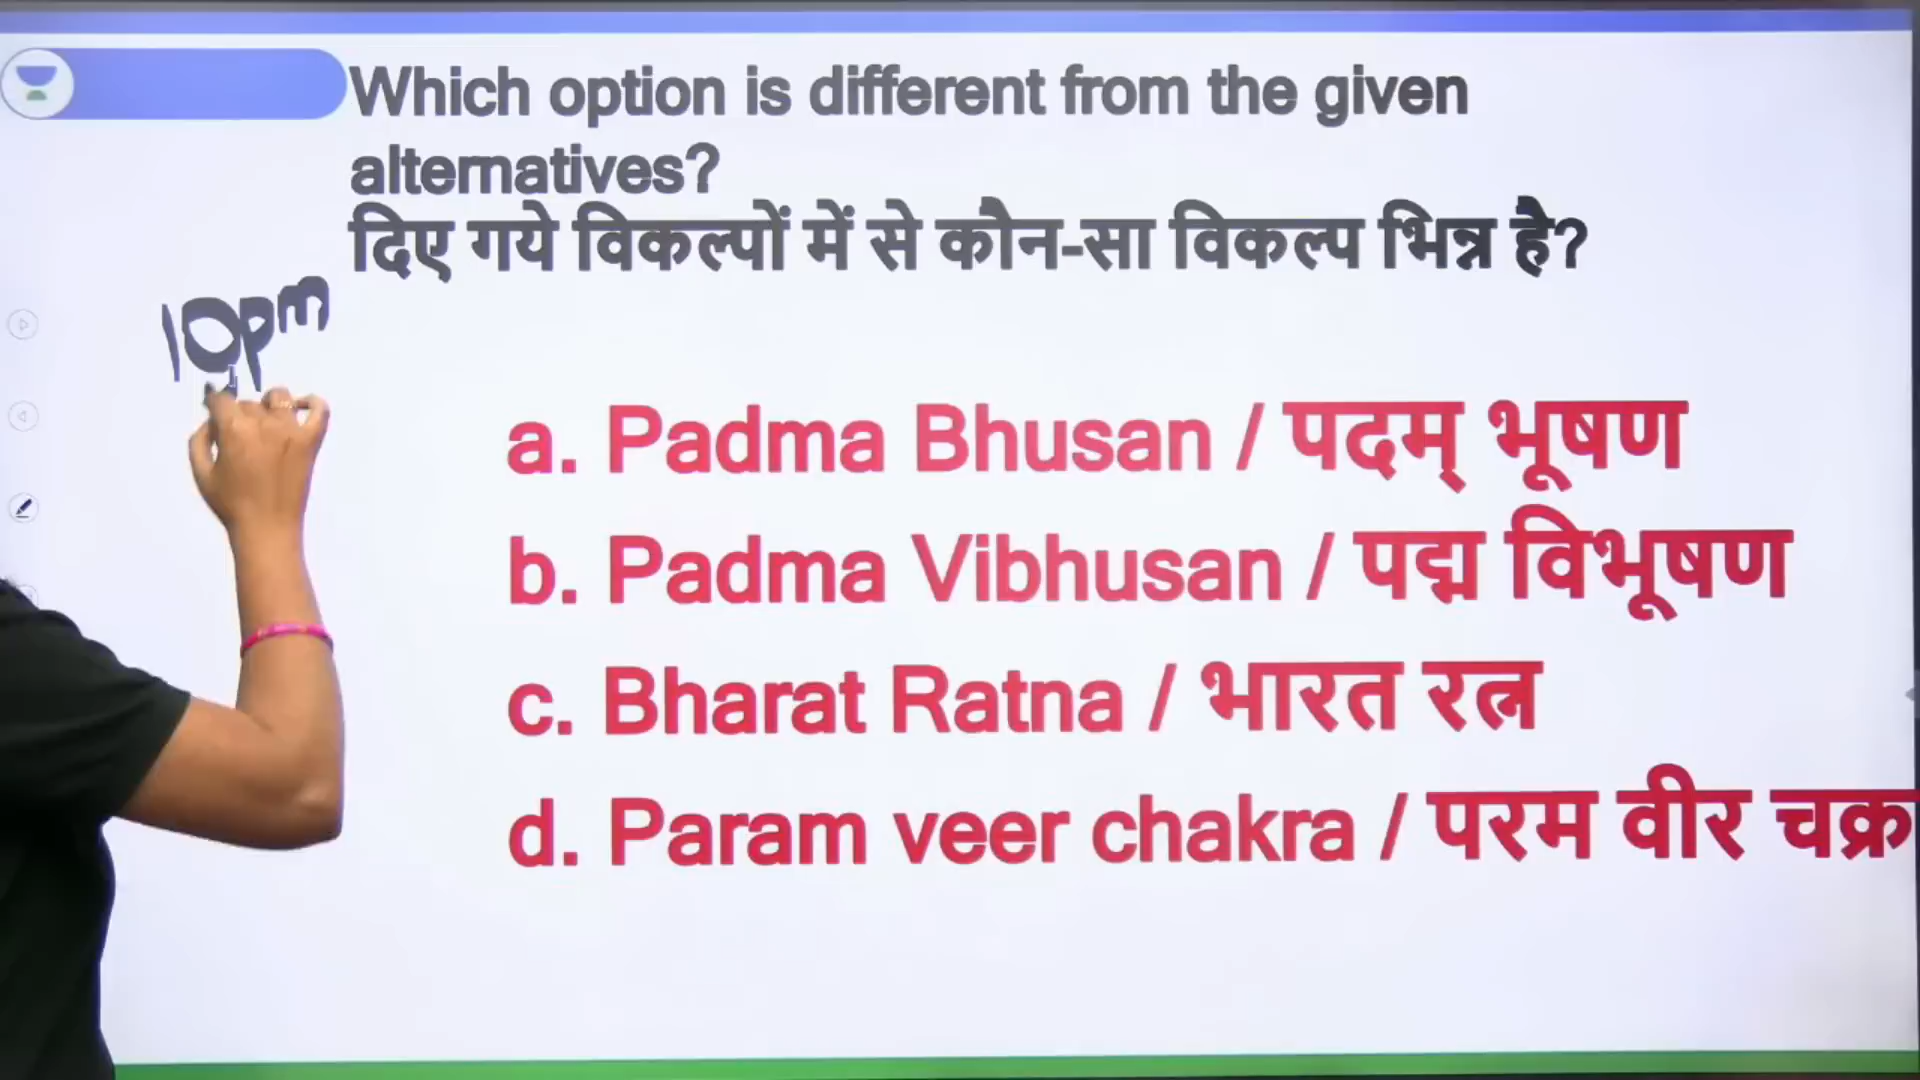 Which option is different from the given
alternatives?
दिए गये विकल्पों में से कौन-सा विकल्प भिन्न है?
10pm
a. Padma Bhusan / पदम् भूषण
b. Padma Vibhusan / पद्म विभूषण
c. Bharat Ratna / भारत रत्न
d. Param veer chakra / परम वीर चक्र